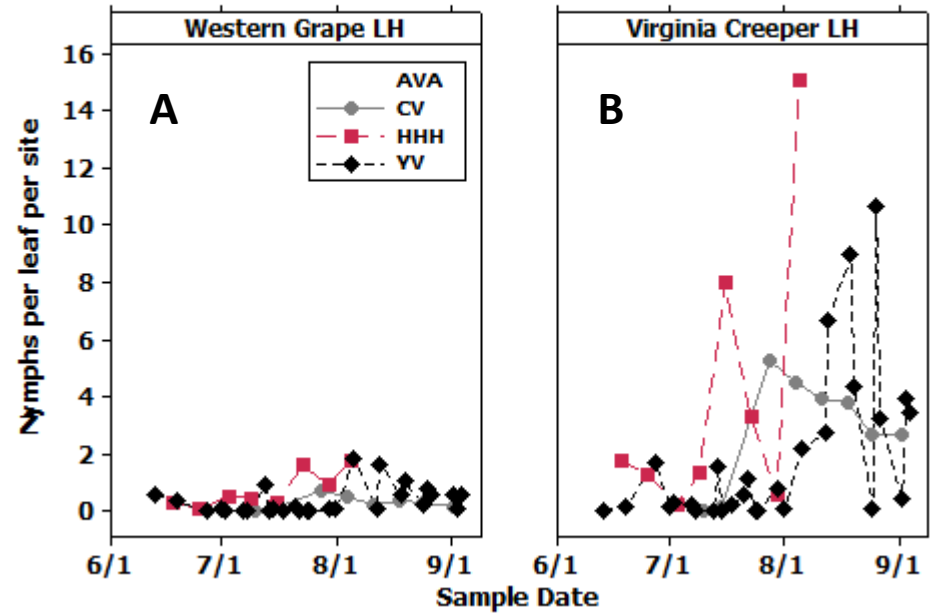 Western Grape LH
Virginia Creeper LH
A
B
AVA
CV
HHH
YV
Nymphs per leaf per site
16
14
12
10
8
6
4
2
0
6/1 7/1 8/1 9/1
6/1 7/1 8/1 9/1
Sample Date